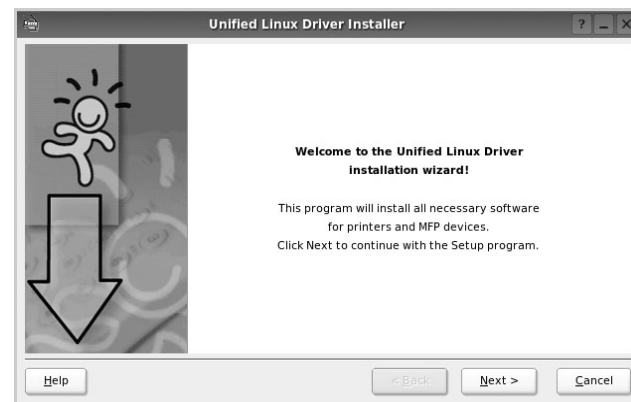 Unified Linux Driver Installer
Welcome to the Unified Linux Driver
installation wizard!
This program will install all necessary software
for printers and MFP devices.
Click Next to continue with the Setup program.
Help
< Back
Next >
Cancel